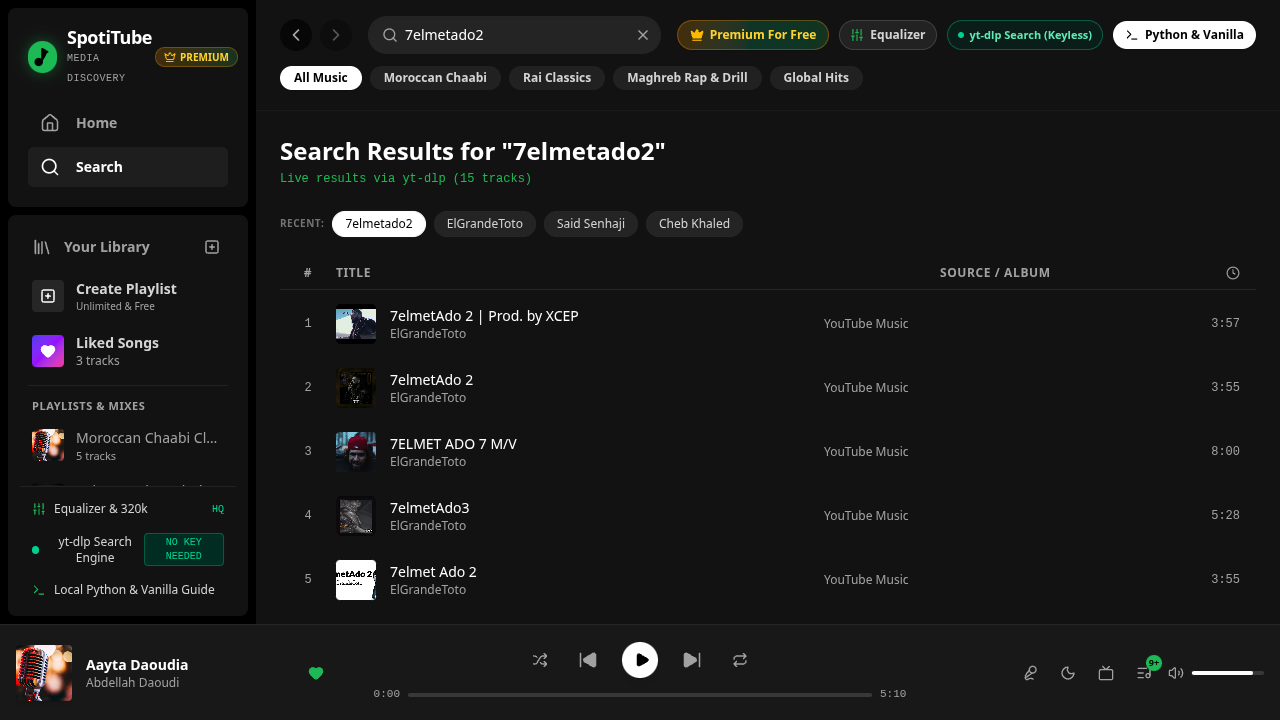 SpotiTube
MEDIA
DISCOVERY
PREMIUM
Home
Search
Your Library
Create Playlist
Unlimited & Free
Liked Songs
3 tracks
PLAYLISTS & MIXES
Moroccan Chaabi Cl...
5 tracks
Equalizer & 320k
HQ
yt-dlp Search
Engine
NO KEY
NEEDED
Local Python & Vanilla Guide
7elmetado2
Premium For Free
Equalizer
yt-dlp Search (Keyless)
Python & Vanilla
All Music
Moroccan Chaabi
Rai Classics
Maghreb Rap & Drill
Global Hits
Search Results for "7elmetado2"
Live results via yt-dlp (15 tracks)
RECENT:
7elmetado2
ElGrandeToto
Said Senhaji
Cheb Khaled
# TITLE SOURCE / ALBUM
1 7elmetAdo 2 | Prod. by XCEP YouTube Music 3:57
ElGrandeToto
2 7elmetAdo 2 YouTube Music 3:55
ElGrandeToto
3 7ELMET ADO 7 M/V YouTube Music 8:00
ElGrandeToto
4 7elmetAdo3 YouTube Music 5:28
ElGrandeToto
5 7elmet Ado 2 YouTube Music 3:55
ElGrandeToto
Aayta Daoudia
Abdellah Daoudi
0:00
5:10
9+